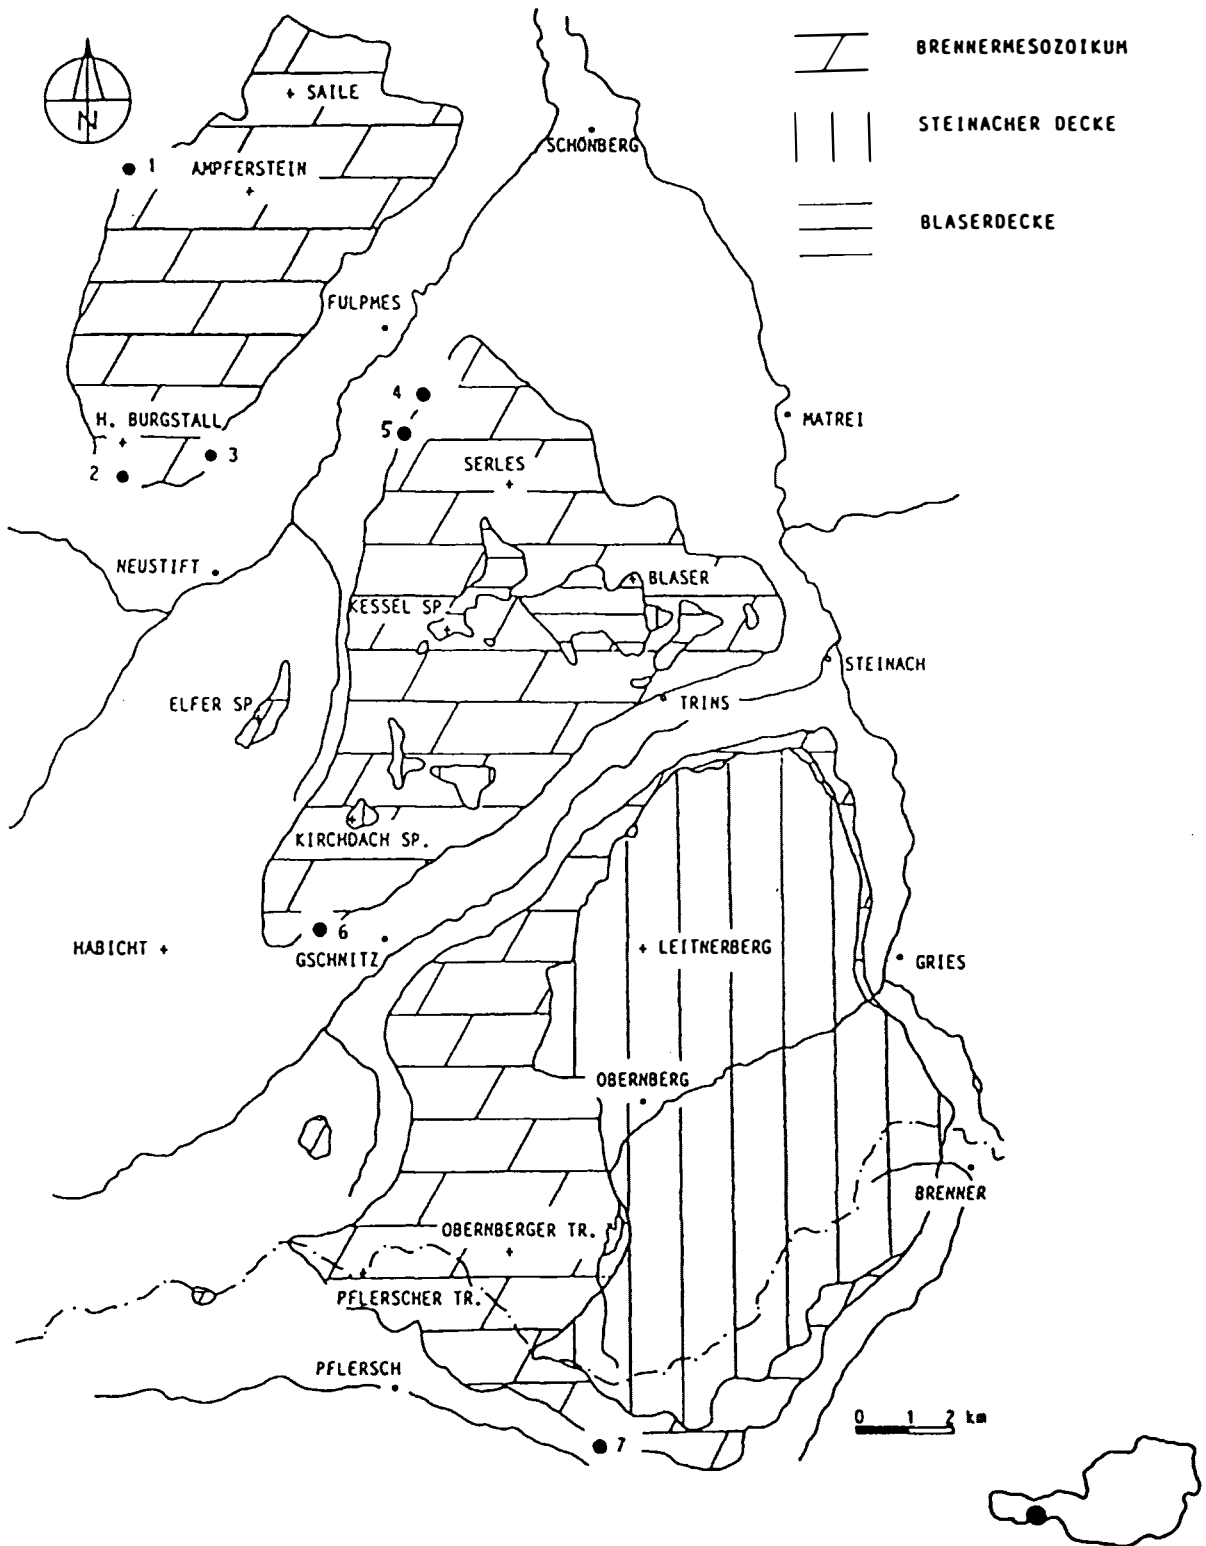 BRENNERMESOZOIKUM
STEINACHER DECKE
BLASERDECKE
N
SAILE
SCHÖNBERG
1
AMPFERSTEIN
FULPMES
4
MATREI
H. BURGSTALL
5
3
2
SERLES
NEUSTIFT
BLASER
KESSEL SP
STEINACH
ELFER SP.
TRINS
KIRCHDACH SP.
6
HABICHT
GSCHNITZ
LEITNERBERG
GRIES
OBERNBERG
BRENNER
OBERNBERGER TR.
PFLERSCHER TR.
PFLERSCH
0 1 2 km
7